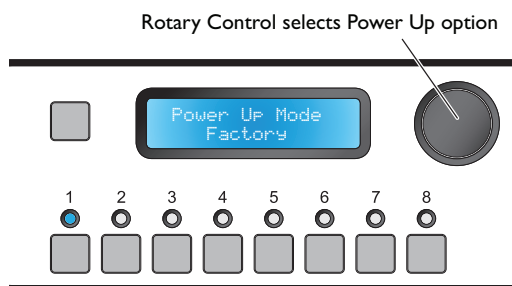 Rotary Control selects Power Up option
Power Up Mode
Factory
1 2 3 4 5 6 7 8